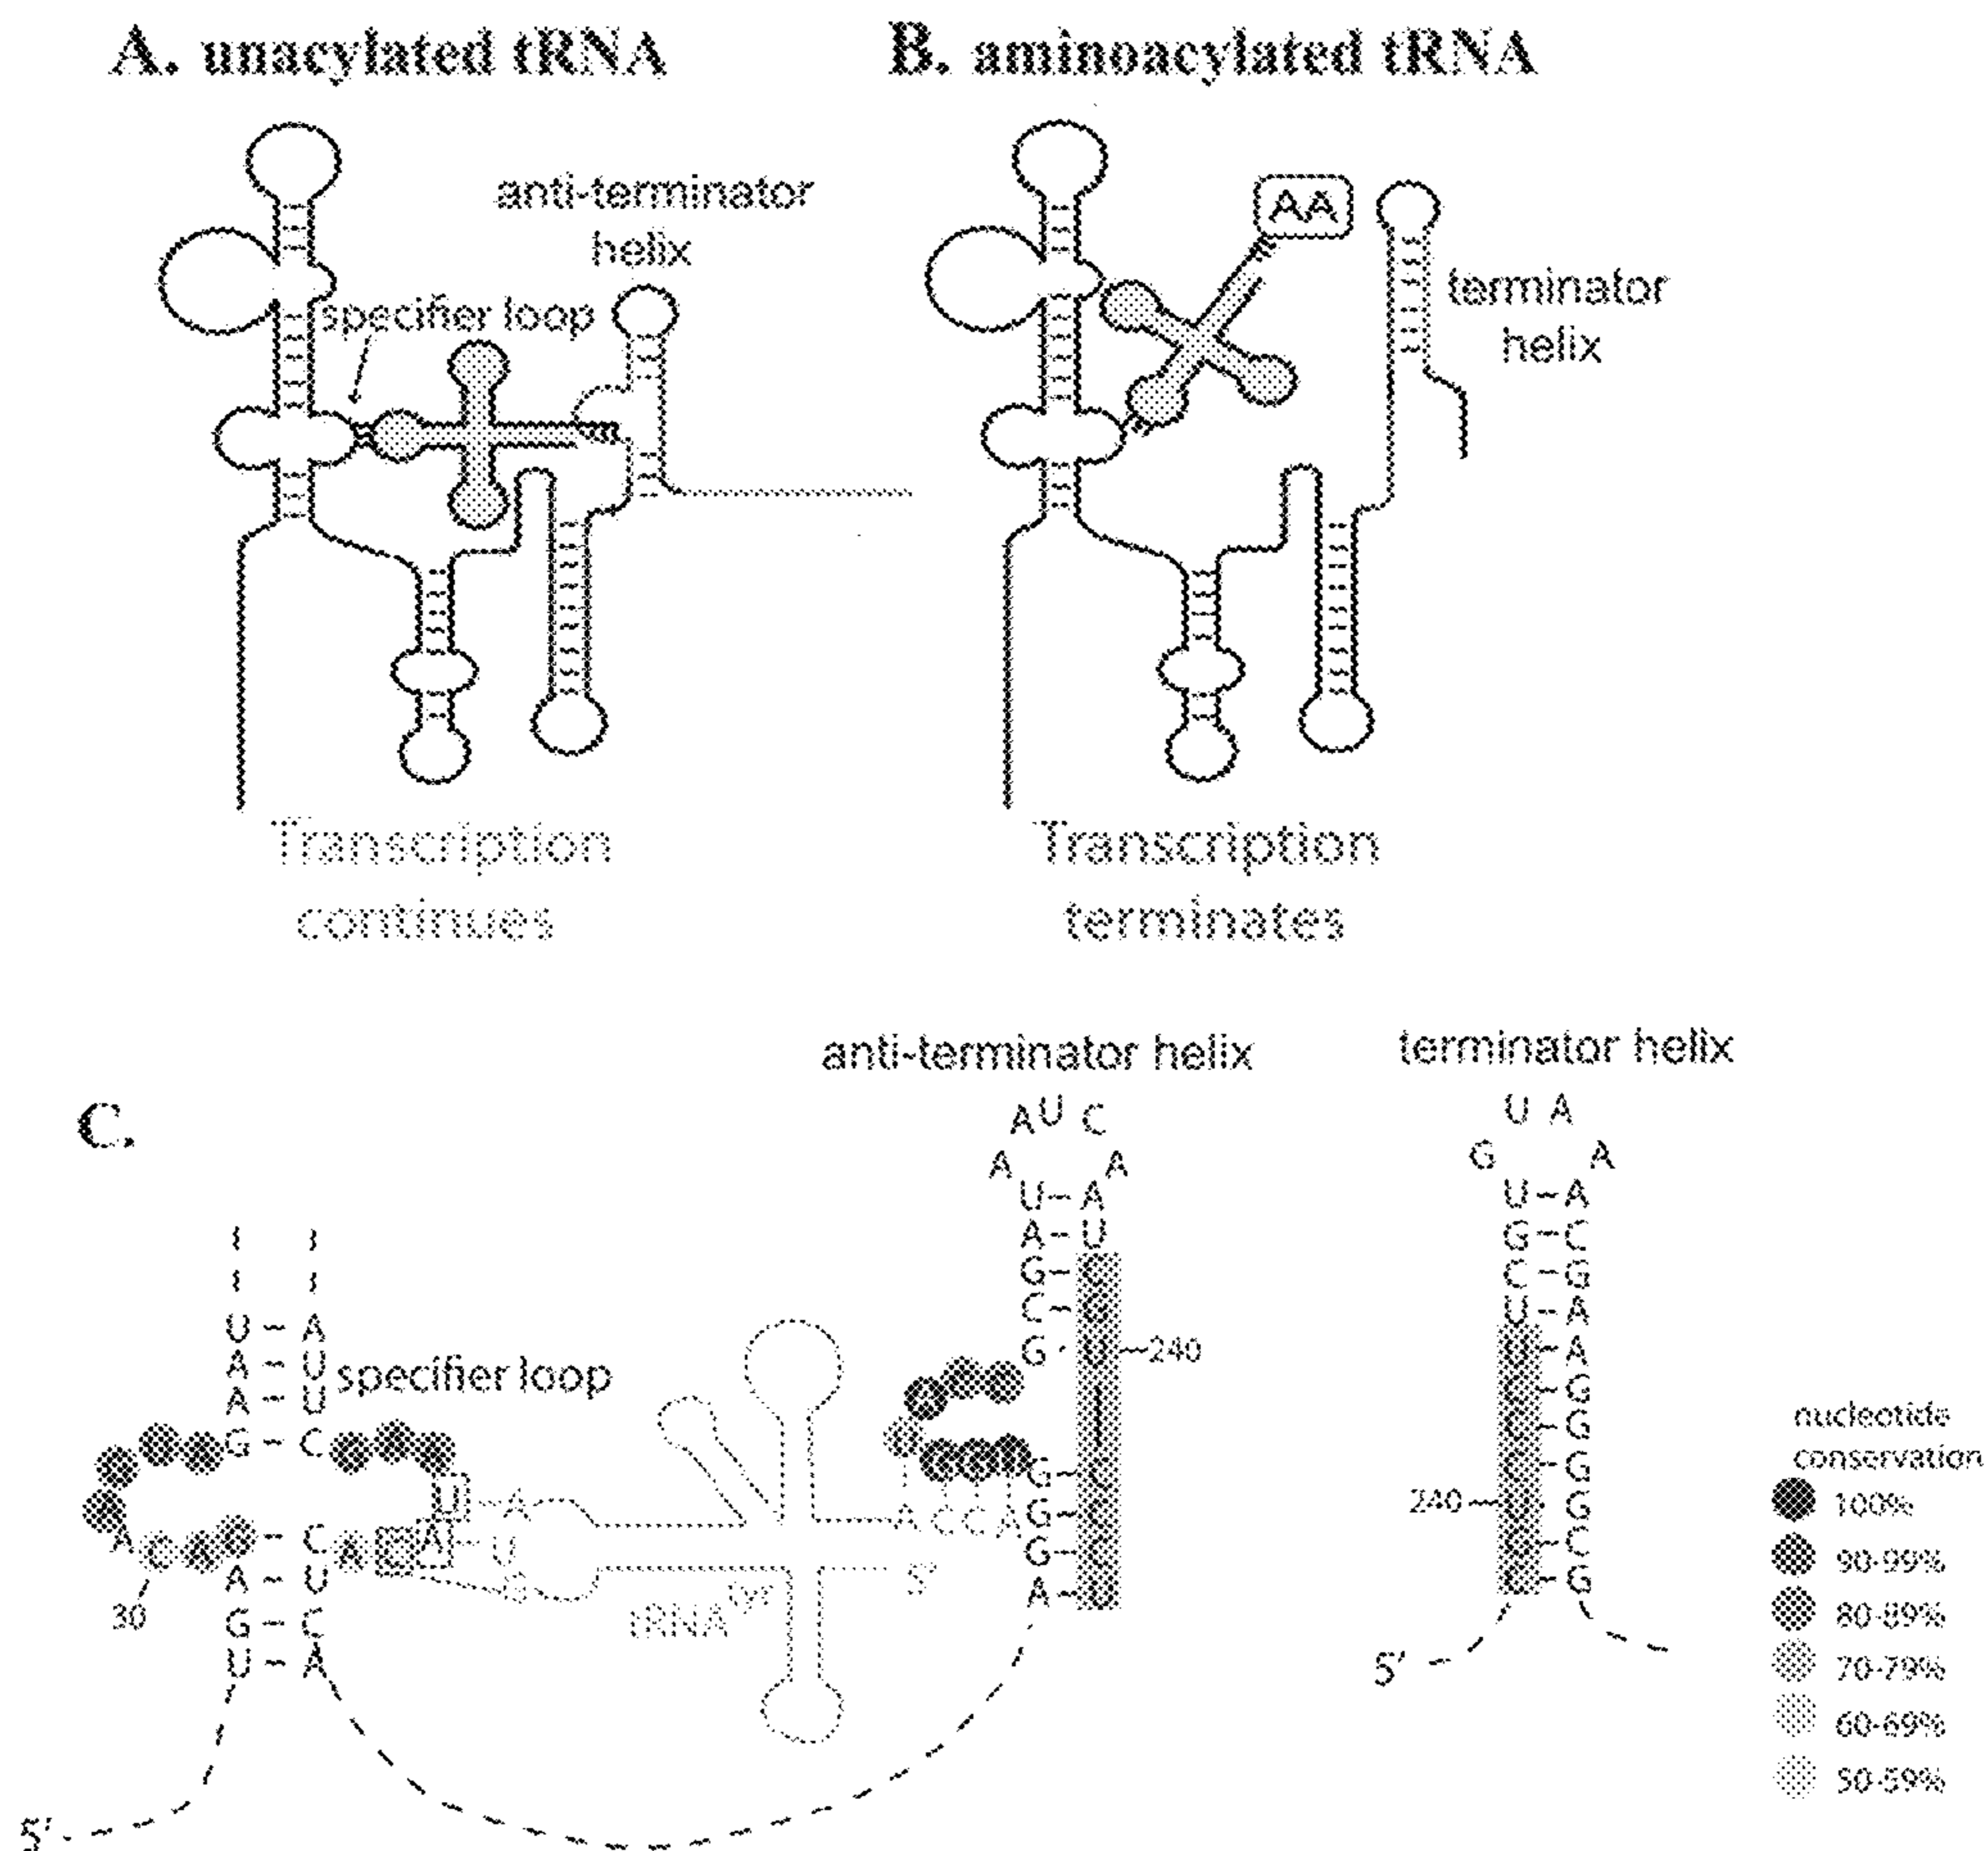 A. unacylated tRNA
B. aminoacylated tRNA
anti-terminator
helix
specifier loop
AA
terminator
helix
Transcription
continues
Transcription
terminates
C.
anti-terminator helix
terminator helix
A U C
A A
U - A
A - U
G -
C -
G · 240
G -
G -
G -
A -
U A
G A
U - A
G - C
C - G
U - A
- A
- G
- G
- G
240 G
- C
- G
5'
U - A
A - U
A - U
G - C
specifier loop
U - A
A - U
A C A
C A C
A - U
G - C
U - A
30
A C C A
5'
tRNA Tyr
5'
nucleotide
conservation
100%
90-99%
80-89%
70-79%
60-69%
50-59%